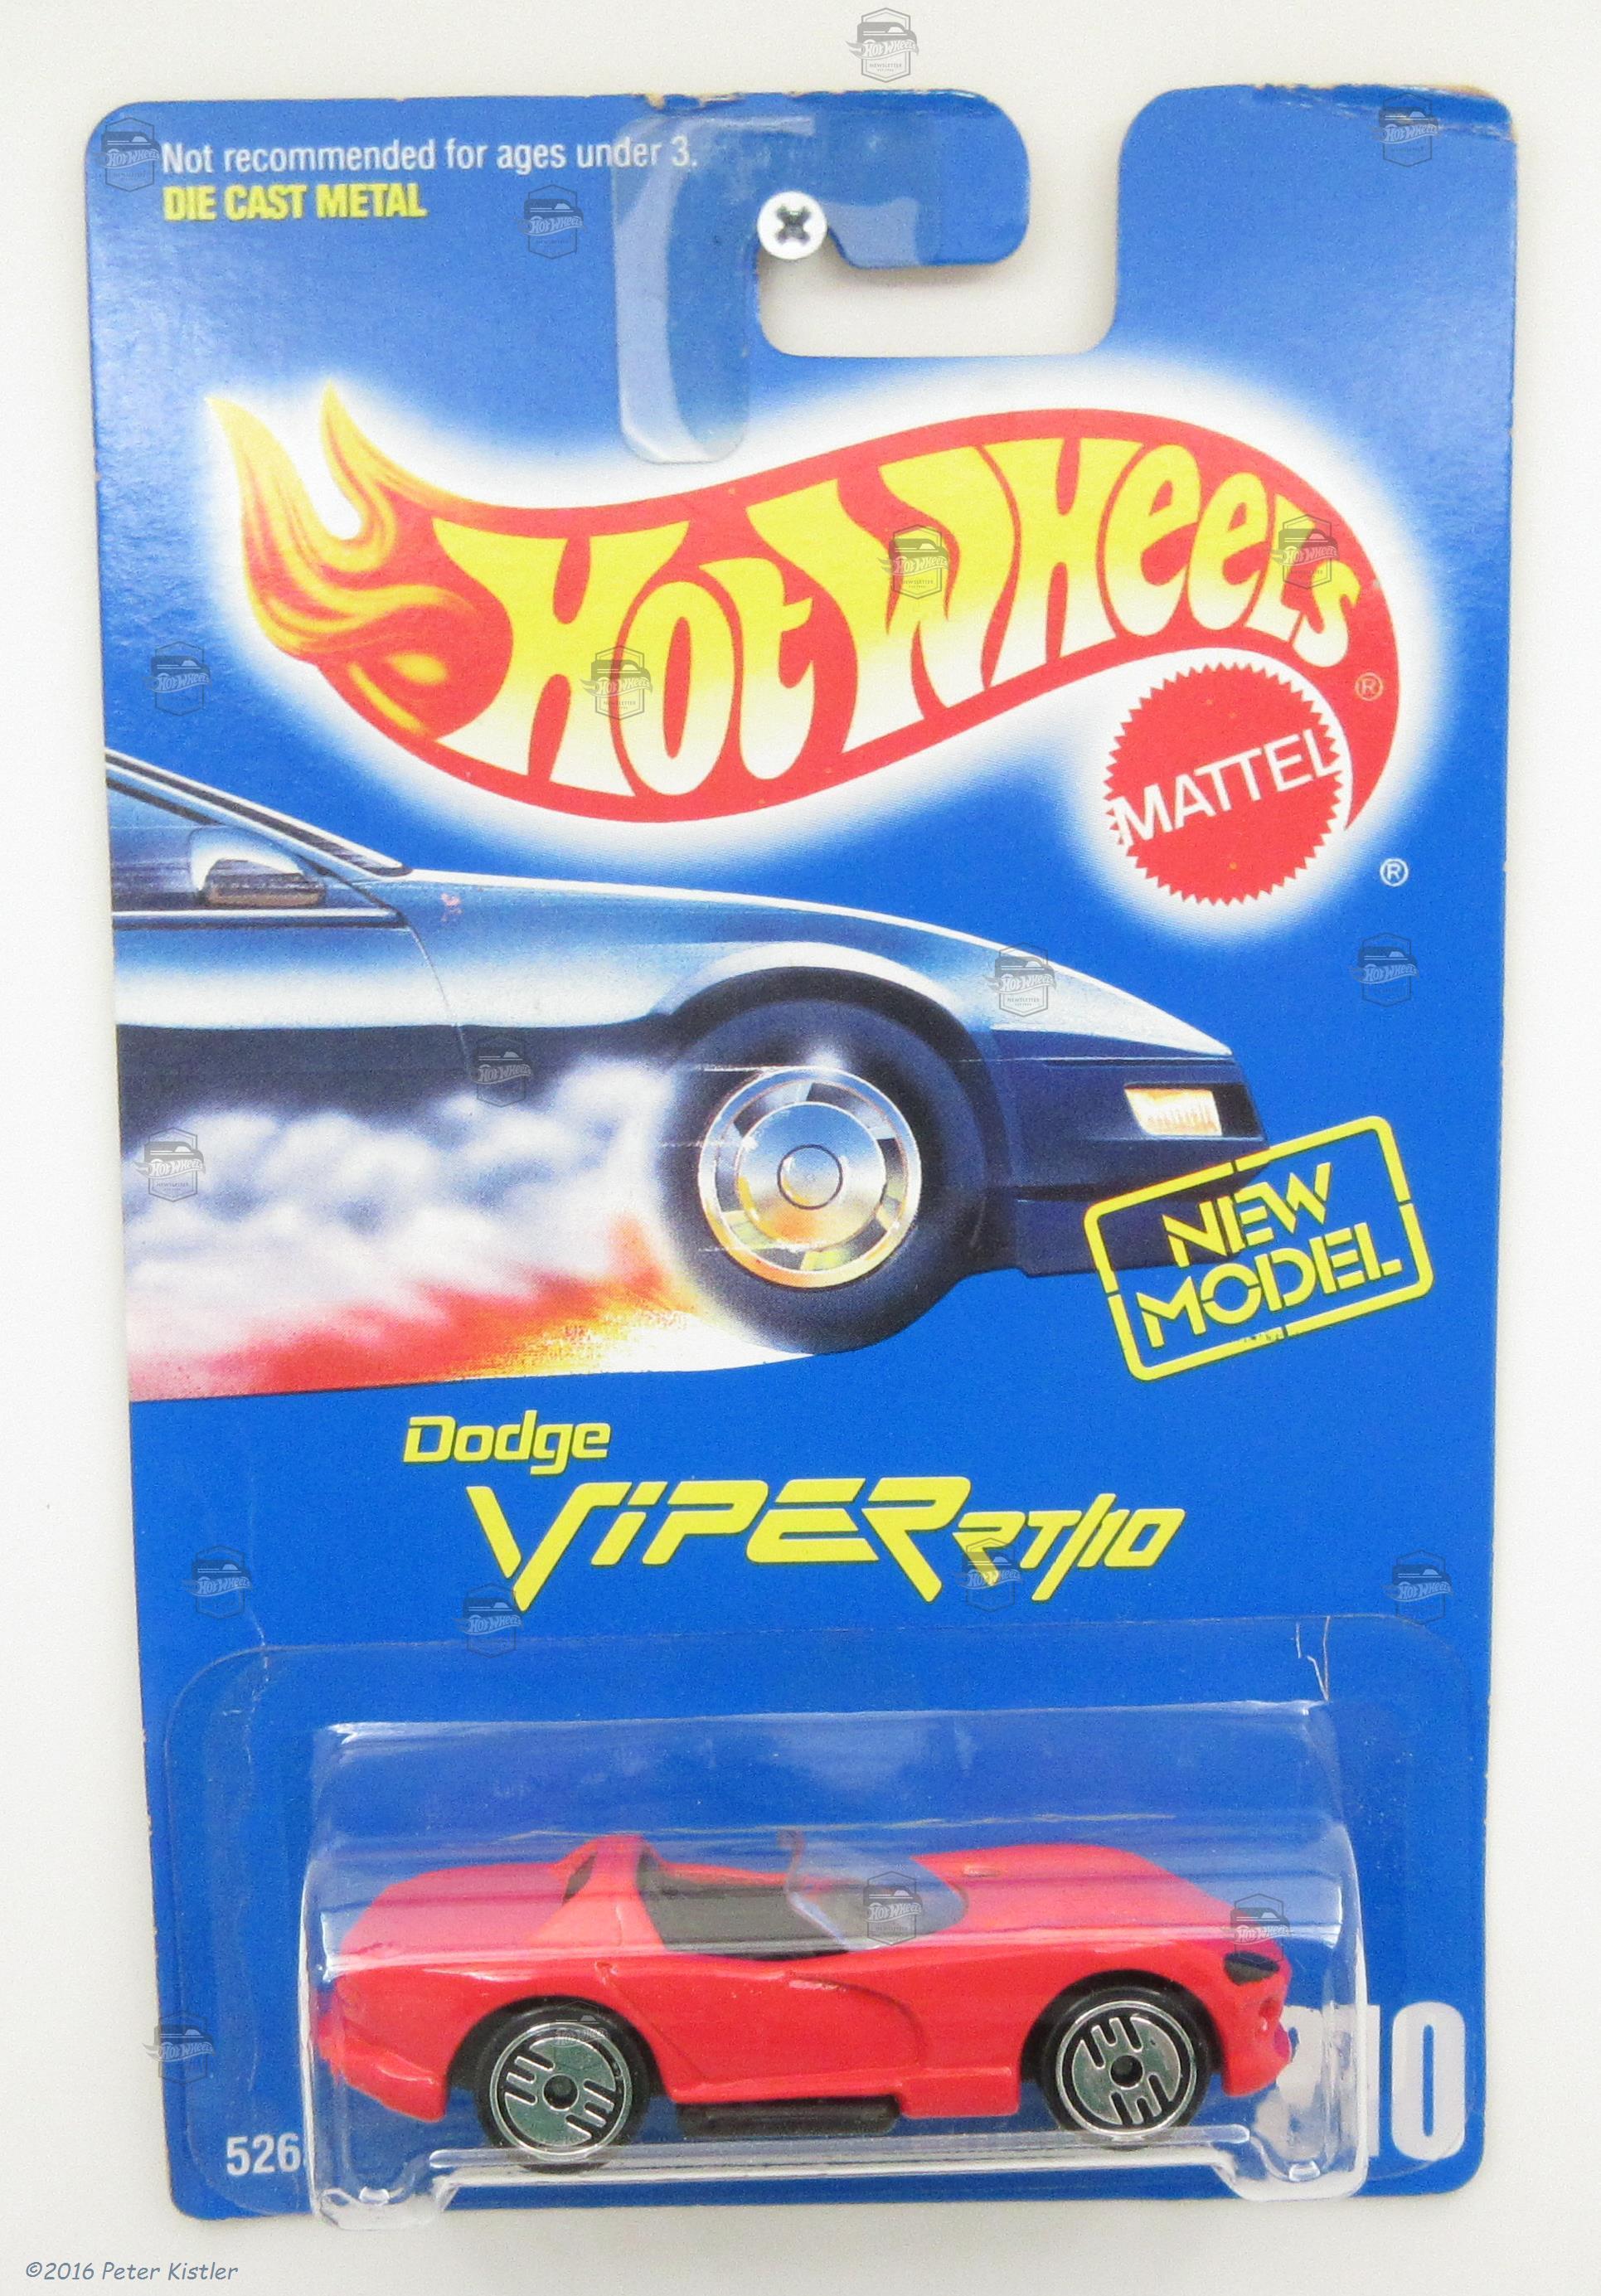 Not recommended for ages under 3.
DIE CAST METAL
Hot Wheels ®
MATTEL
®
NEW
MODEL
Dodge
VIPER RT/10
526
10
©2016 Peter Kistler